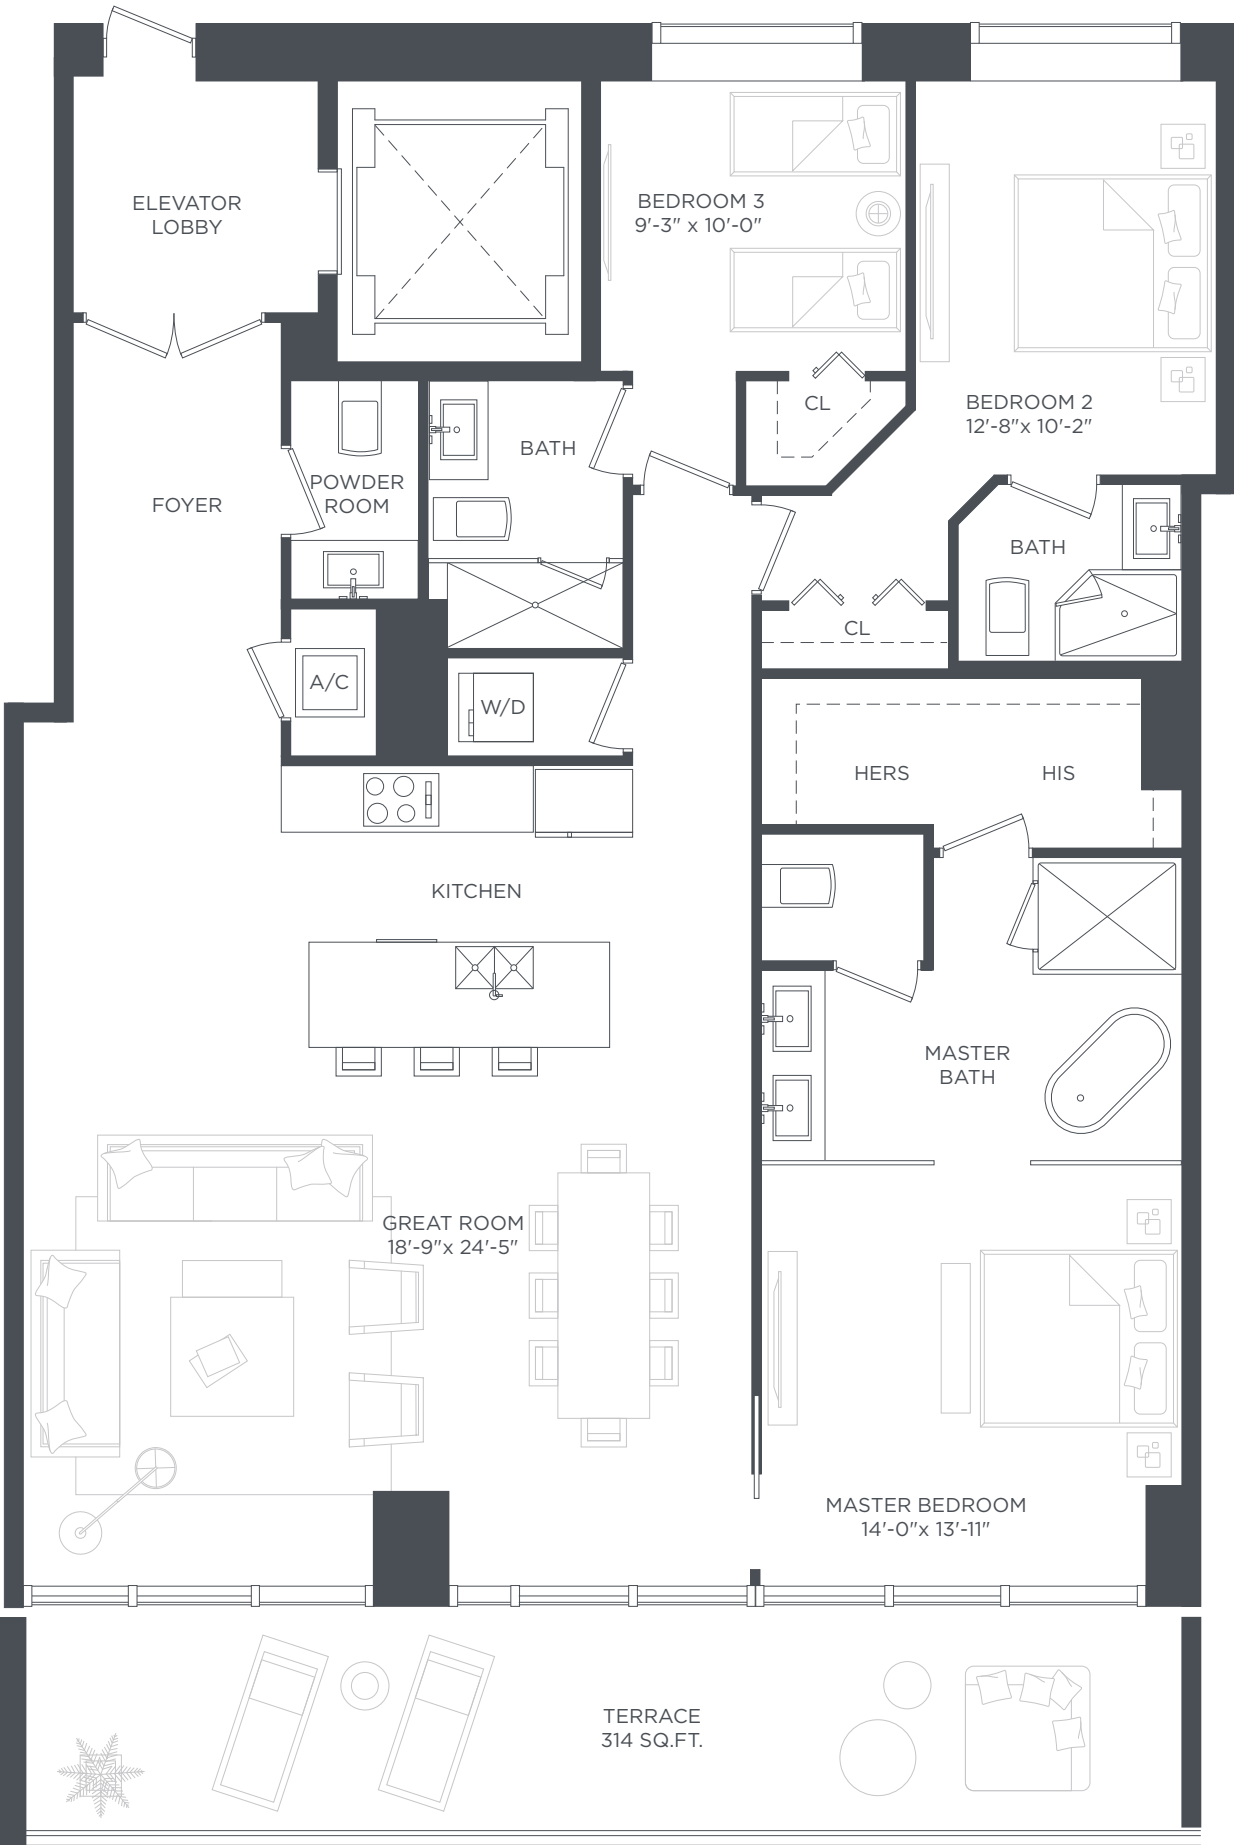 ELEVATOR
LOBBY
BEDROOM 3
9'-3" x 10'-0"
BEDROOM 2
12'-8"x 10'-2"
CL
BATH
POWDER
ROOM
FOYER
BATH
CL
A/C
W/D
HERS
HIS
KITCHEN
MASTER
BATH
GREAT ROOM
18'-9"x 24'-5"
MASTER BEDROOM
14'-0"x 13'-11"
TERRACE
314 SQ.FT.